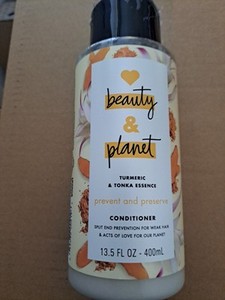 beauty
&
planet
TURMERIC
& TONKA ESSENCE
prevent and preserve
CONDITIONER
SPLIT END PREVENTION FOR WEAK HAIR
& ACTS OF LOVE FOR OUR PLANET
13.5 FL OZ - 400mL